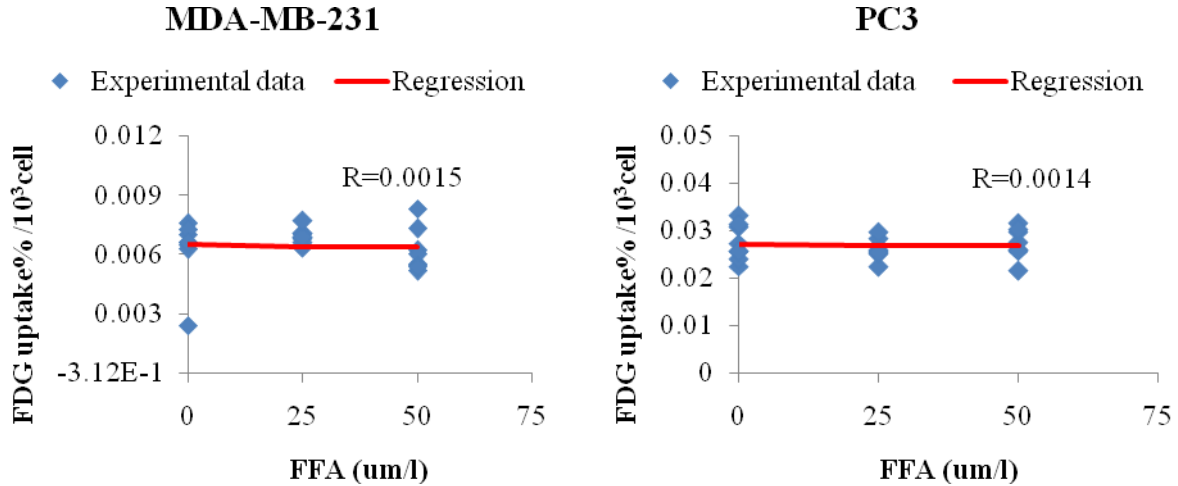 MDA-MB-231
Experimental data
Regression
FDG uptake% /10³cell
0.012
0.009
0.006
0.003
-3.12E-1
R=0.0015
0
25
50
75
FFA (um/l)
PC3
Experimental data
Regression
FDG uptake% /10³cell
0.05
0.04
0.03
0.02
0.01
0
R=0.0014
0
25
50
75
FFA (um/l)